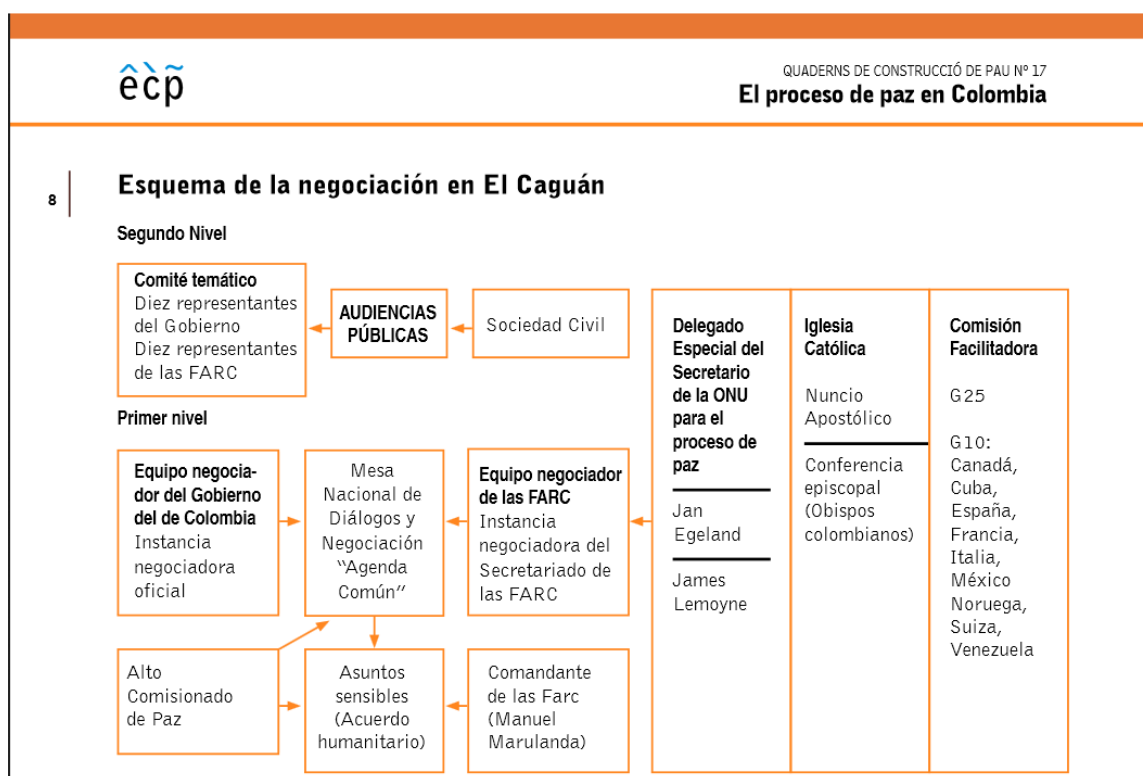 êcp̃
QUADERNS DE CONSTRUCCIÓ DE PAU Nº 17
El proceso de paz en Colombia
8
Esquema de la negociación en El Caguán
Segundo Nivel
Comité temático
Diez representantes
del Gobierno
Diez representantes
de las FARC
AUDIENCIAS
PÚBLICAS
Sociedad Civil
Primer nivel
Equipo negocia-
dor del Gobierno
del de Colombia
Instancia
negociadora
oficial
Mesa
Nacional de
Diálogos y
Negociación
“Agenda
Común”
Equipo negociador
de las FARC
Instancia
negociadora del
Secretariado de
las FARC
Alto
Comisionado
de Paz
Asuntos
sensibles
(Acuerdo
humanitario)
Comandante
de las Farc
(Manuel
Marulanda)
Delegado
Especial del
Secretario
de la ONU
para el
proceso de
paz
Jan
Egeland
James
Lemoyne
Iglesia
Católica
Nuncio
Apostólico
Conferencia
episcopal
(Obispos
colombianos)
Comisión
Facilitadora
G25
G10:
Canadá,
Cuba,
España,
Francia,
Italia,
México
Noruega,
Suiza,
Venezuela